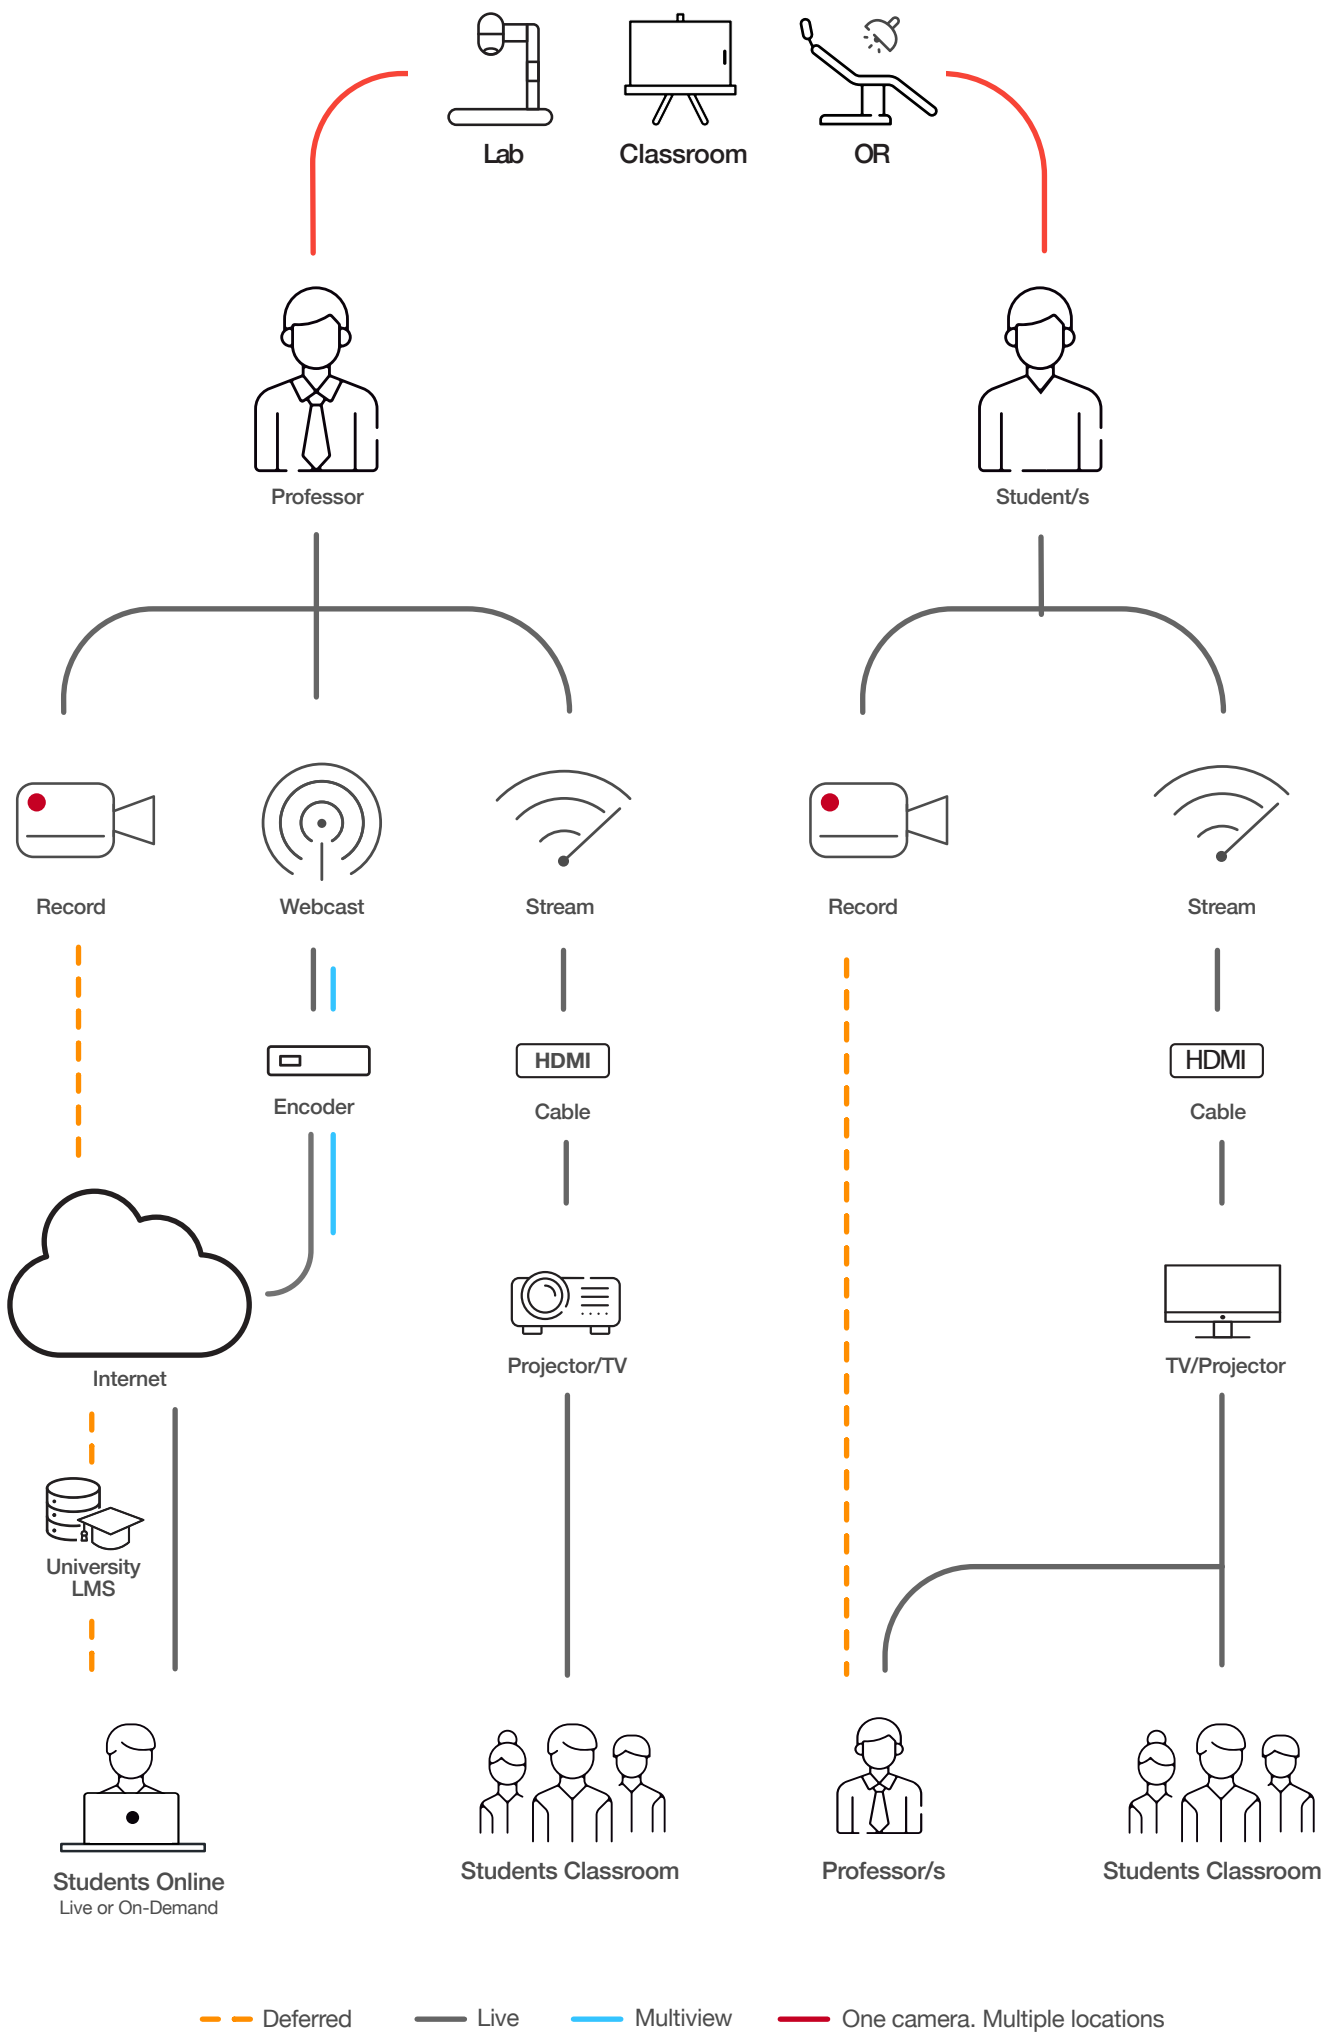 Lab
Classroom
OR
Professor
Student/s
Record
Webcast
Stream
Record
Stream
Encoder
HDMI
Cable
HDMI
Cable
Internet
Projector/TV
TV/Projector
University
LMS
Students Online
Live or On-Demand
Students Classroom
Professor/s
Students Classroom
Deferred
Live
Multiview
One camera. Multiple locations